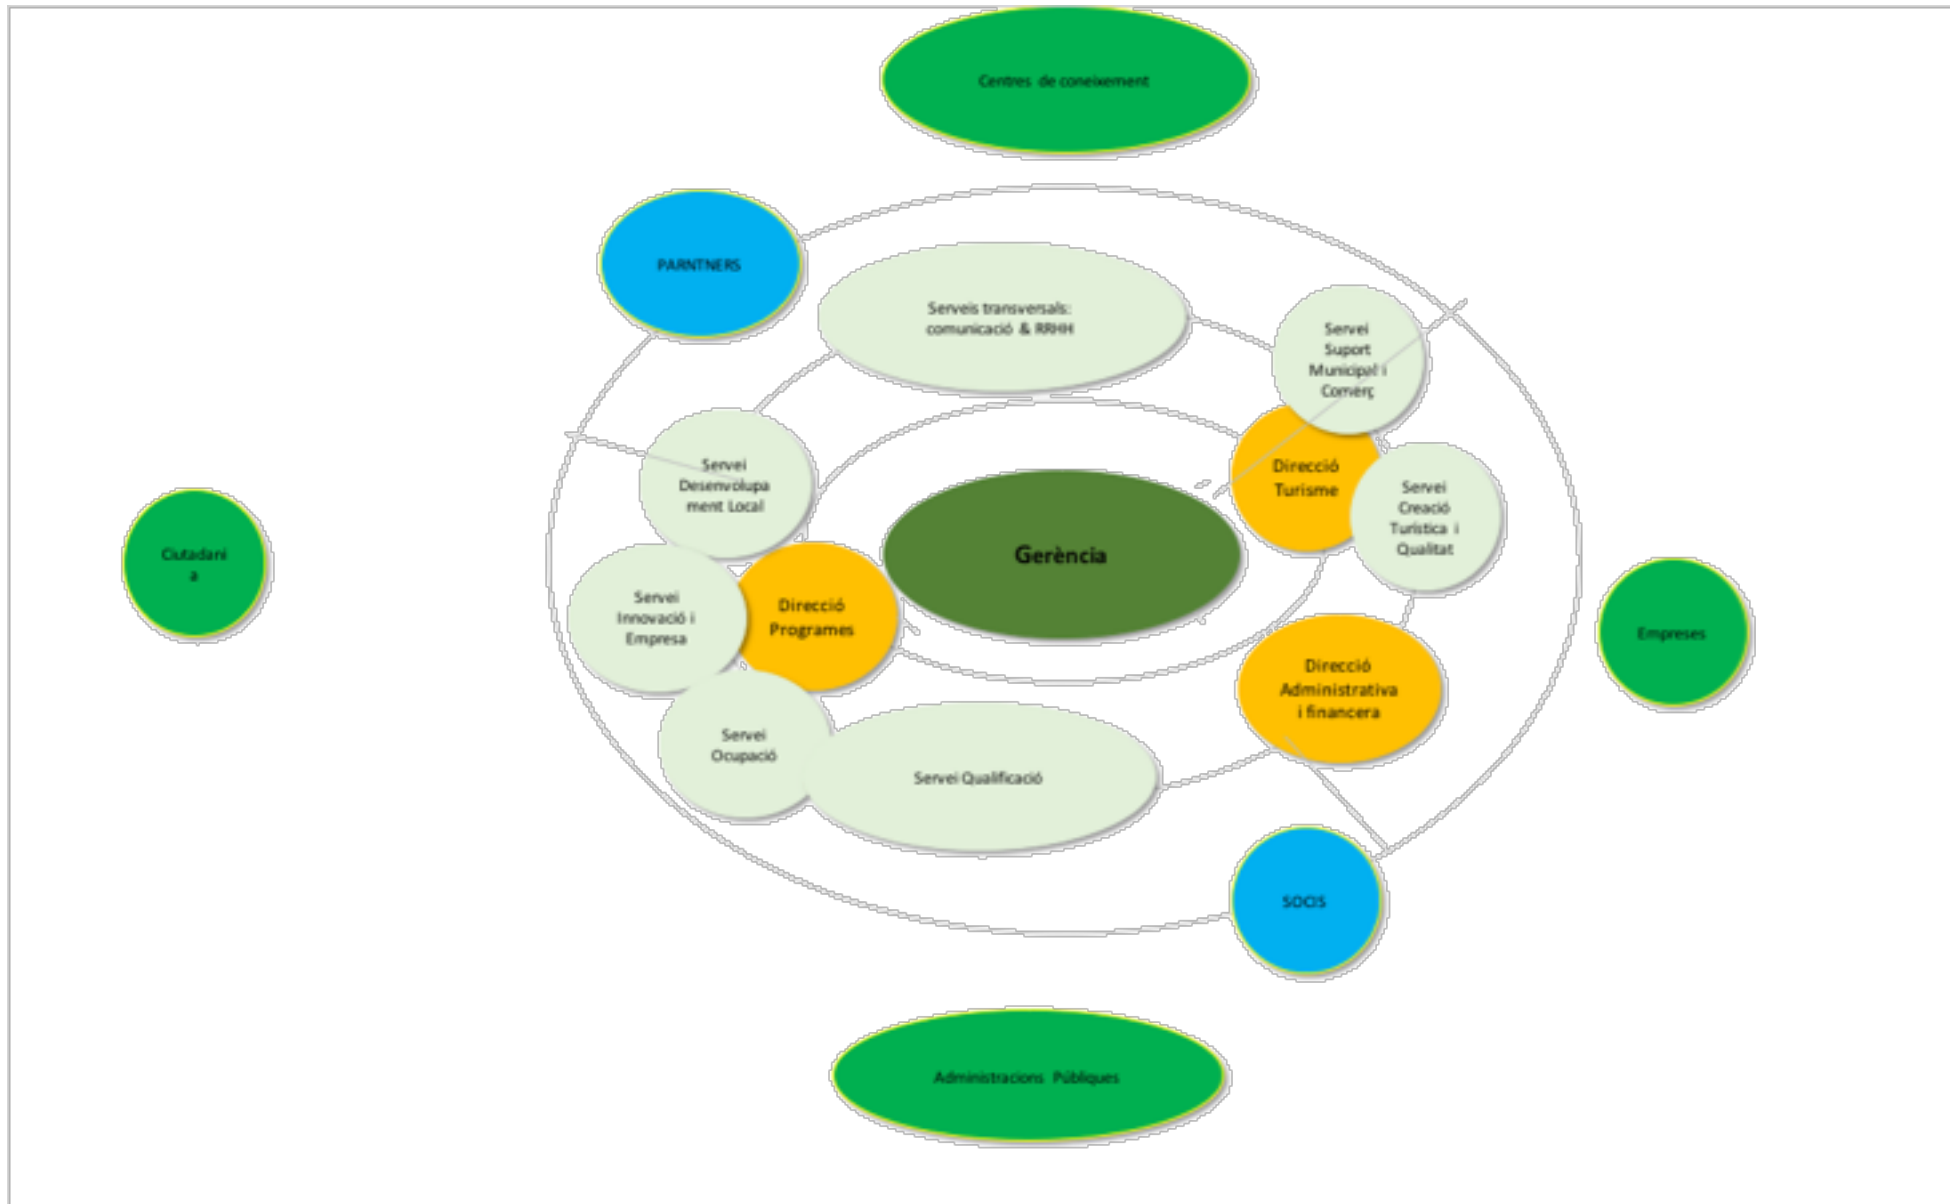 Centres de coneixement
PARNTNERS
Serveis transversals:
comunicació & RRHH
Servei
Suport
Municipal i
Comerç
Servei
Desenvolupa
ment Local
Direcció
Turisme
Servei
Creació
Turística i
Qualitat
Ciutadani
a
Gerència
Servei
Innovació i
Empresa
Direcció
Programes
Empreses
Direcció
Administrativa
i financera
Servei
Ocupació
Servei Qualificació
SOCIS
Administracions Públiques